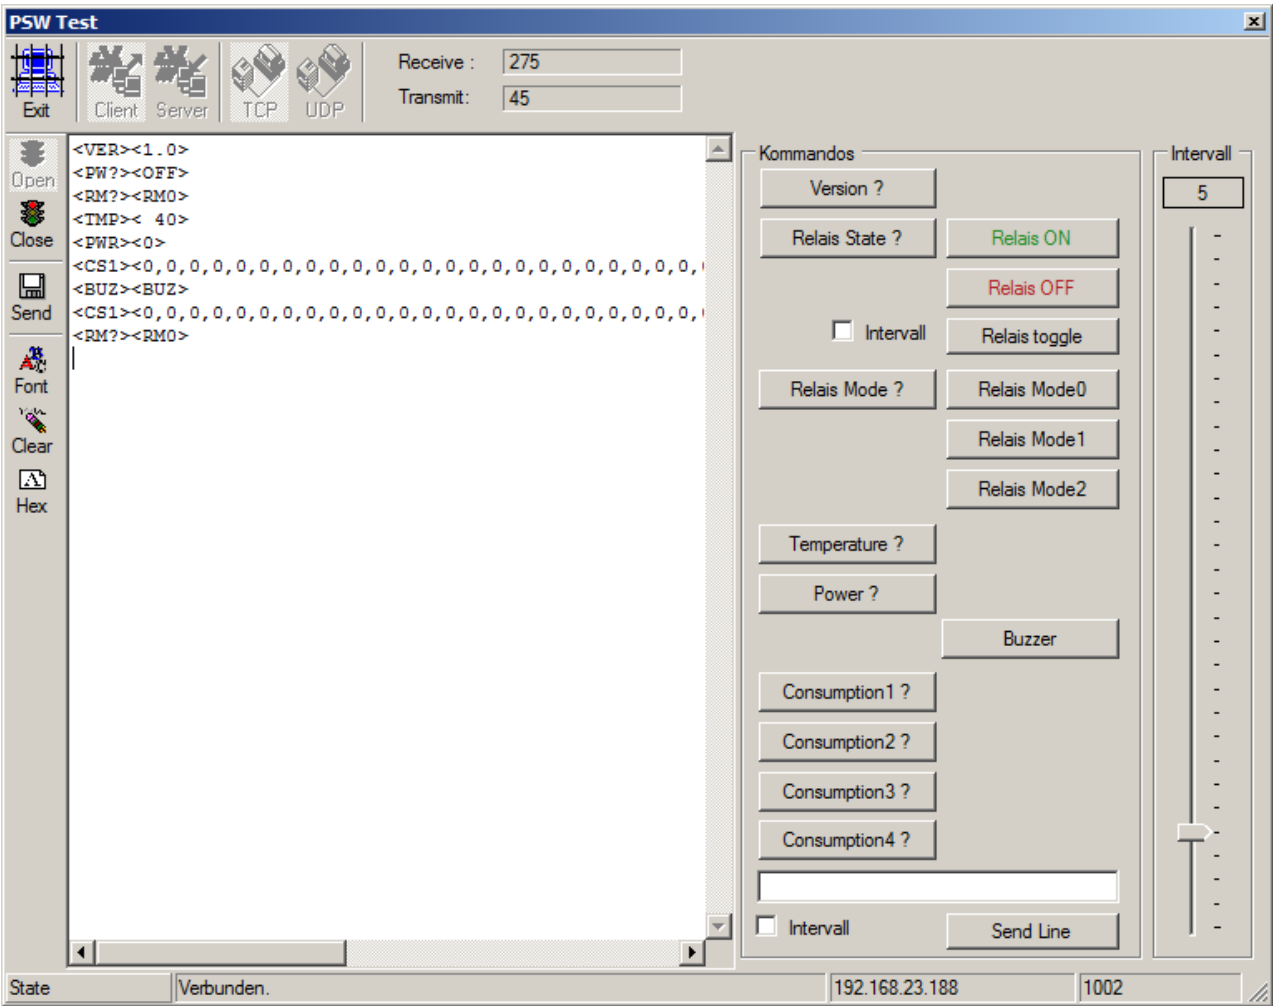 PSW Test
Exit
Client
Server
TCP
UDP
Receive :
275
Transmit:
45
Open
Close
Send
Font
Clear
Hex
<VER><1.0>
<PW?><OFF>
<RM?><RM0>
<TMP>< 40>
<PWR><0>
<CS1><0,0,0,0,0,0,0,0,0,0,0,0,0,0,0,0,0,0,0,0,0,0,0,0,
<BUZ><BUZ>
<CS1><0,0,0,0,0,0,0,0,0,0,0,0,0,0,0,0,0,0,0,0,0,0,0,0,
<RM?><RM0>
Kommandos
Version ?
Relais State ?
Relais ON
Relais OFF
Intervall
Relais toggle
Relais Mode ?
Relais Mode0
Relais Mode1
Relais Mode2
Temperature ?
Power ?
Buzzer
Consumption1 ?
Consumption2 ?
Consumption3 ?
Consumption4 ?
Intervall
Send Line
Intervall
5
State
Verbunden.
192.168.23.188
1002